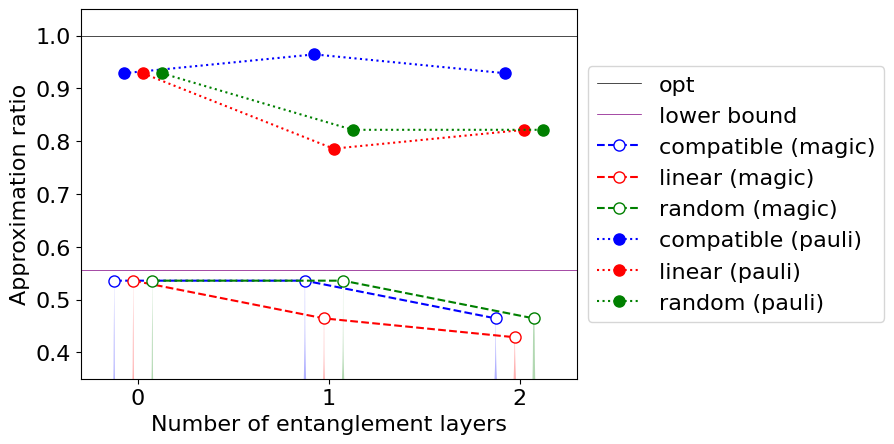 1.0
0.9
0.8
0.7
0.6
0.5
0.4
Approximation ratio
0 1 2
Number of entanglement layers
opt
lower bound
compatible (magic)
linear (magic)
random (magic)
compatible (pauli)
linear (pauli)
random (pauli)